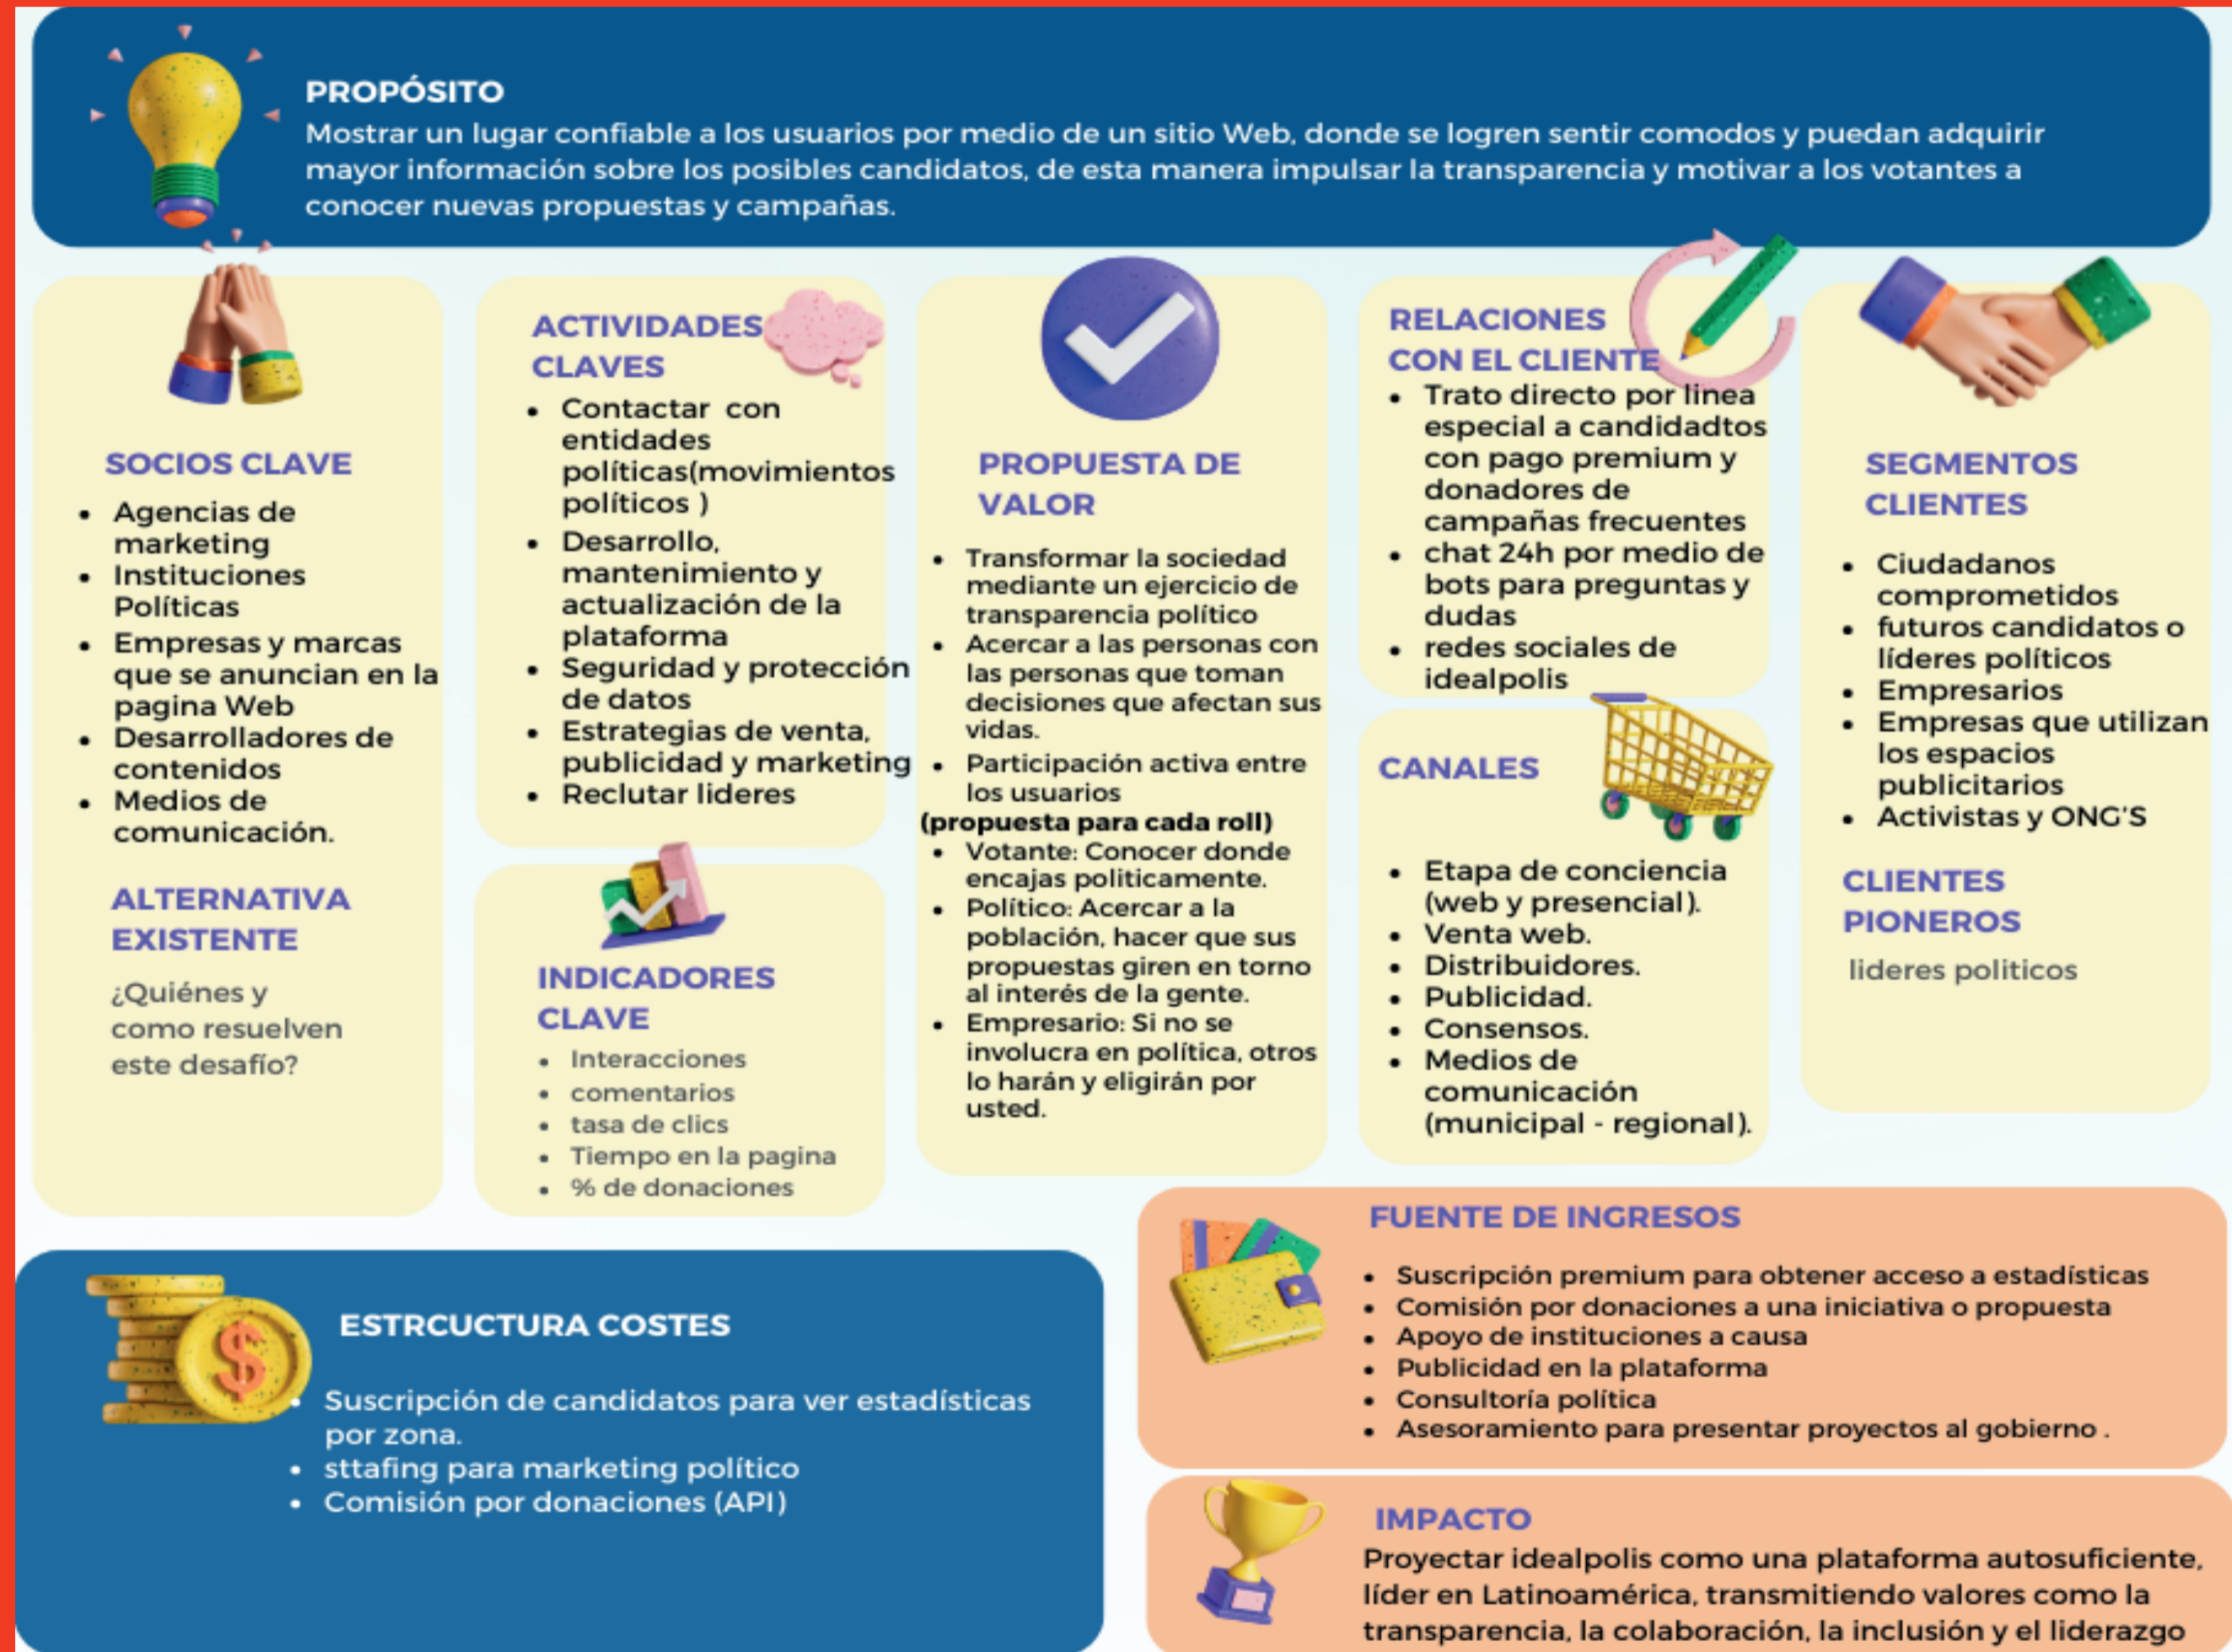 PROPÓSITO
Mostrar un lugar confiable a los usuarios por medio de un sitio Web, donde se logren sentir comodos y puedan adquirir
mayor información sobre los posibles candidatos, de esta manera impulsar la transparencia y motivar a los votantes a
conocer nuevas propuestas y campañas.
SOCIOS CLAVE
• Agencias de
marketing
• Instituciones
Políticas
• Empresas y marcas
que se anuncian en la
pagina Web
• Desarrolladores de
contenidos
• Medios de
comunicación.
ALTERNATIVA
EXISTENTE
¿Quiénes y
como resuelven
este desafío?
ACTIVIDADES
CLAVES
• Contactar con
entidades
políticas(movimientos
políticos )
• Desarrollo,
mantenimiento y
actualización de la
plataforma
• Seguridad y protección
de datos
• Estrategias de venta,
publicidad y marketing
• Reclutar lideres
INDICADORES
CLAVE
• Interacciones
• comentarios
• tasa de clics
• Tiempo en la pagina
• % de donaciones
PROPUESTA DE
VALOR
• Transformar la sociedad
mediante un ejercicio de
transparencia político
• Acercar a las personas con
las personas que toman
decisiones que afectan sus
vidas.
• Participación activa entre
los usuarios
(propuesta para cada roll)
• Votante: Conocer donde
encajas politicamente.
• Político: Acercar a la
población, hacer que sus
propuestas giren en torno
al interés de la gente.
• Empresario: Si no se
involucra en política, otros
lo harán y eligirán por
usted.
RELACIONES
CON EL CLIENTE
• Trato directo por linea
especial a candidadtos
con pago premium y
donadores de
campañas frecuentes
• chat 24h por medio de
bots para preguntas y
dudas
• redes sociales de
idealpolis
CANALES
• Etapa de conciencia
(web y presencial).
• Venta web.
• Distribuidores.
• Publicidad.
• Consensos.
• Medios de
comunicación
(municipal - regional).
SEGMENTOS
CLIENTES
• Ciudadanos
comprometidos
• futuros candidatos o
líderes políticos
• Empresarios
• Empresas que utilizan
los espacios
publicitarios
• Activistas y ONG'S
CLIENTES
PIONEROS
lideres politicos
ESTRCUCTURA COSTES
$
• Suscripción de candidatos para ver estadísticas
por zona.
• sttafing para marketing político
• Comisión por donaciones (API)
FUENTE DE INGRESOS
• Suscripción premium para obtener acceso a estadísticas
• Comisión por donaciones a una iniciativa o propuesta
• Apoyo de instituciones a causa
• Publicidad en la plataforma
• Consultoría política
• Asesoramiento para presentar proyectos al gobierno .
IMPACTO
Proyectar idealpolis como una plataforma autosuficiente,
líder en Latinoamérica, transmitiendo valores como la
transparencia, la colaboración, la inclusión y el liderazgo